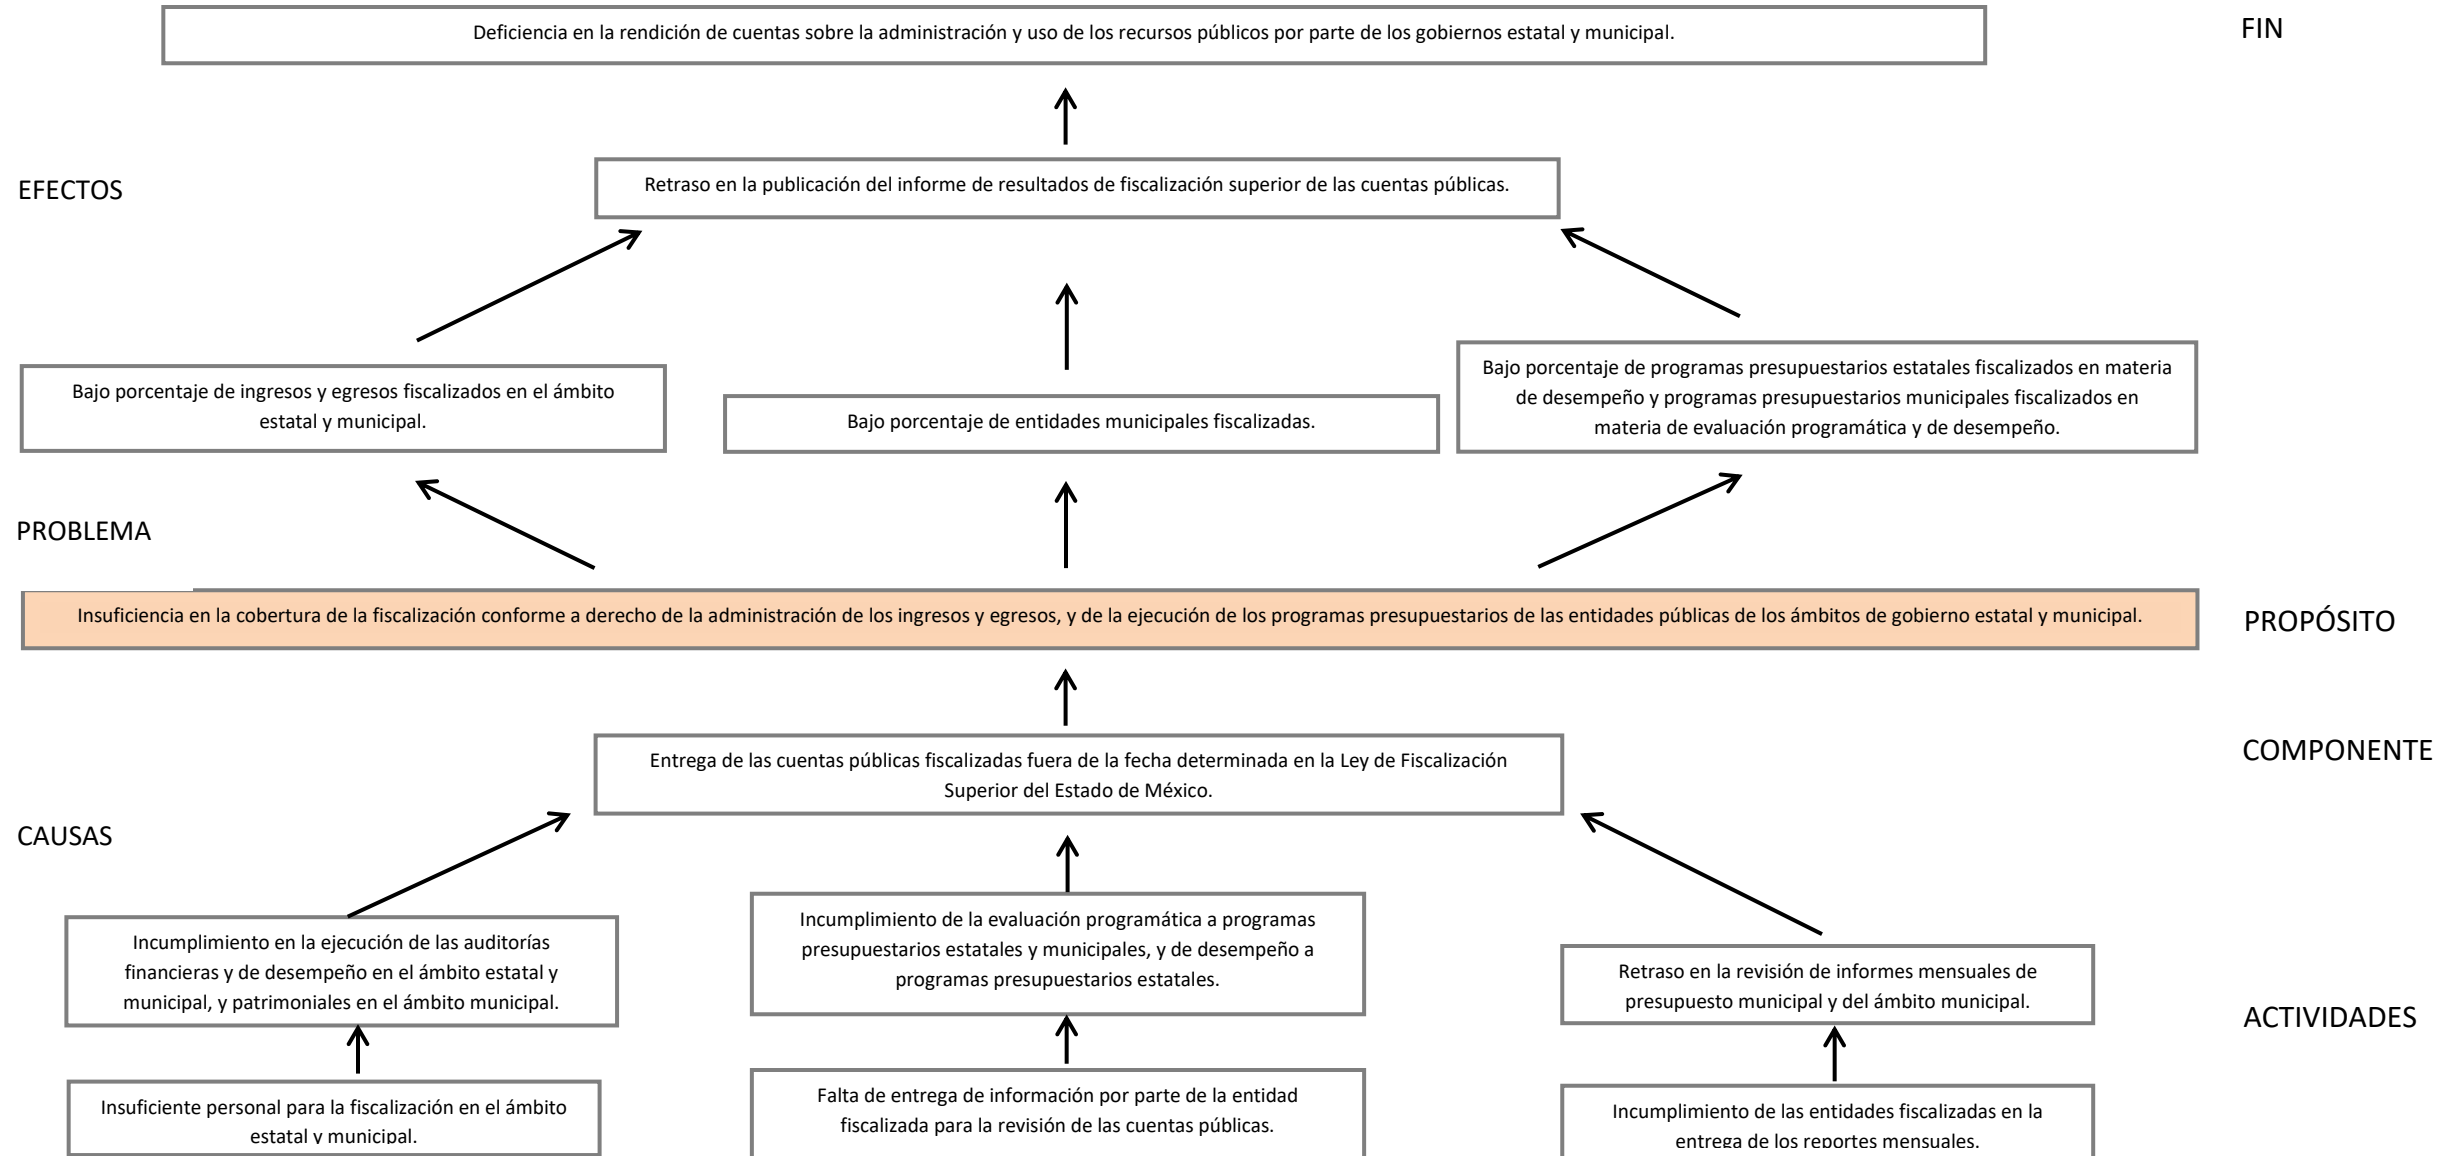 Deficiencia en la rendición de cuentas sobre la administración y uso de los recursos públicos por parte de los gobiernos estatal y municipal.
FIN
EFECTOS
Retraso en la publicación del informe de resultados de fiscalización superior de las cuentas públicas.
Bajo porcentaje de ingresos y egresos fiscalizados en el ámbito
estatal y municipal.
Bajo porcentaje de entidades municipales fiscalizadas.
Bajo porcentaje de programas presupuestarios estatales fiscalizados en materia
de desempeño y programas presupuestarios municipales fiscalizados en
materia de evaluación programática y de desempeño.
PROBLEMA
Insuficiencia en la cobertura de la fiscalización conforme a derecho de la administración de los ingresos y egresos, y de la ejecución de los programas presupuestarios de las entidades públicas de los ámbitos de gobierno estatal y municipal.
PROPÓSITO
COMPONENTE
Entrega de las cuentas públicas fiscalizadas fuera de la fecha determinada en la Ley de Fiscalización
Superior del Estado de México.
CAUSAS
Incumplimiento en la ejecución de las auditorías
financieras y de desempeño en el ámbito estatal y
municipal, y patrimoniales en el ámbito municipal.
Incumplimiento de la evaluación programática a programas
presupuestarios estatales y municipales, y de desempeño a
programas presupuestarios estatales.
Retraso en la revisión de informes mensuales de
presupuesto municipal y del ámbito municipal.
ACTIVIDADES
Insuficiente personal para la fiscalización en el ámbito
estatal y municipal.
Falta de entrega de información por parte de la entidad
fiscalizada para la revisión de las cuentas públicas.
Incumplimiento de las entidades fiscalizadas en la
entrega de los reportes mensuales.